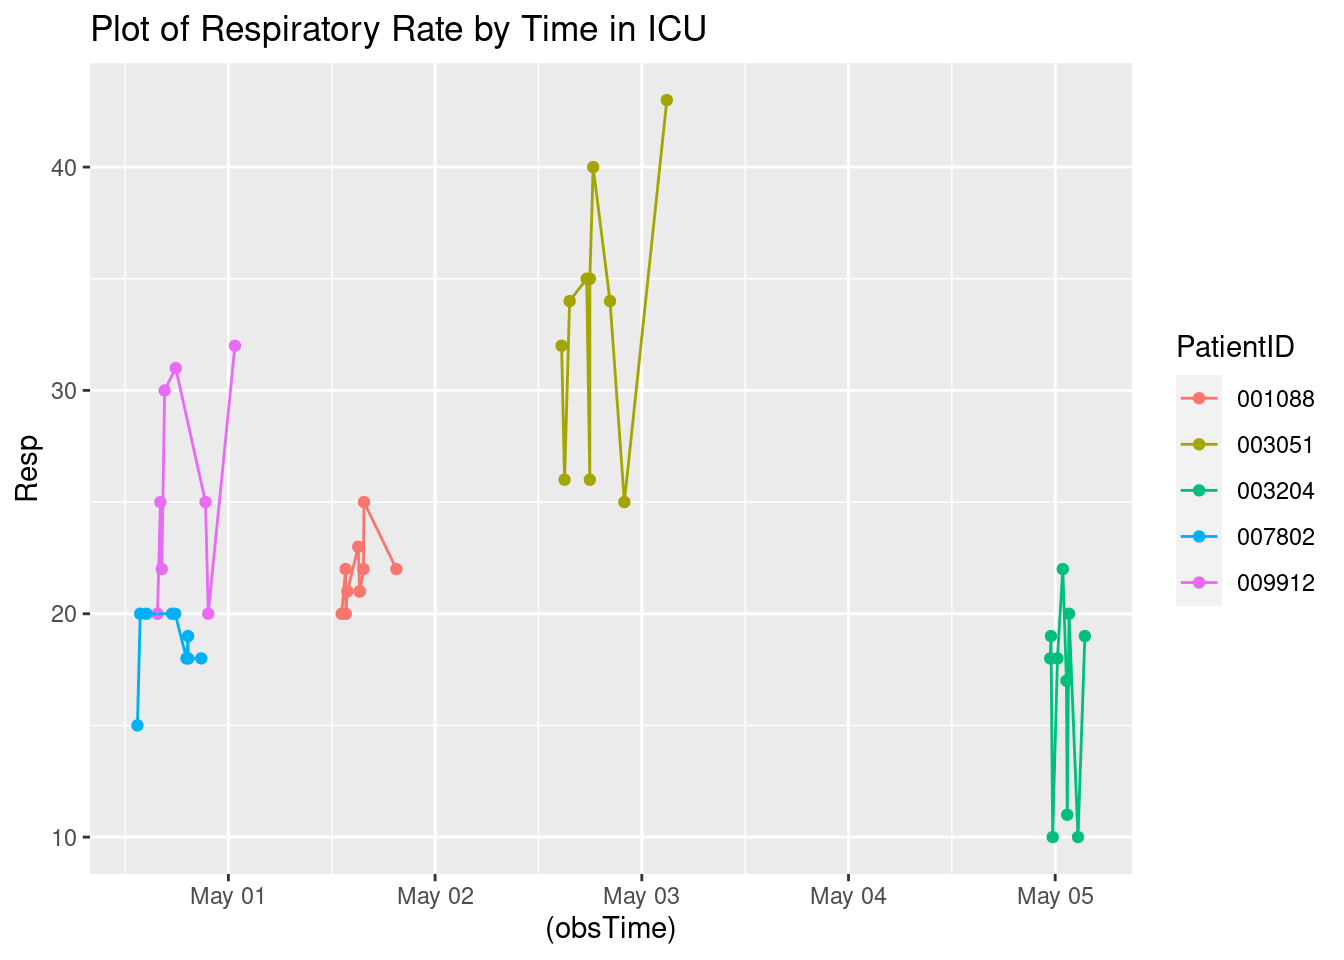 Plot of Respiratory Rate by Time in ICU
Resp
40
30
20
10
May 01
May 02
May 03
May 04
May 05
(obsTime)
PatientID
001088
003051
003204
007802
009912